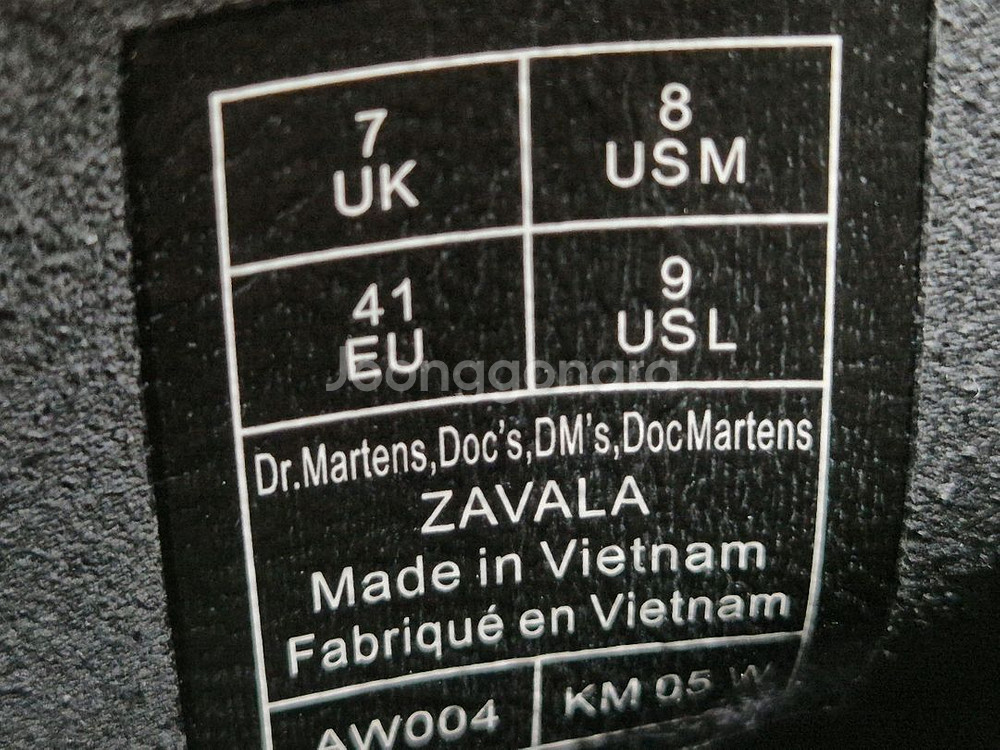 7
UK
8
USM
41
EU
9
USL
Joonggonara
Dr.Martens,Doc's,DM's,DocMartens
ZAVALA
Made in Vietnam
Fabriqué en Vietnam
AW004
KM 05 W